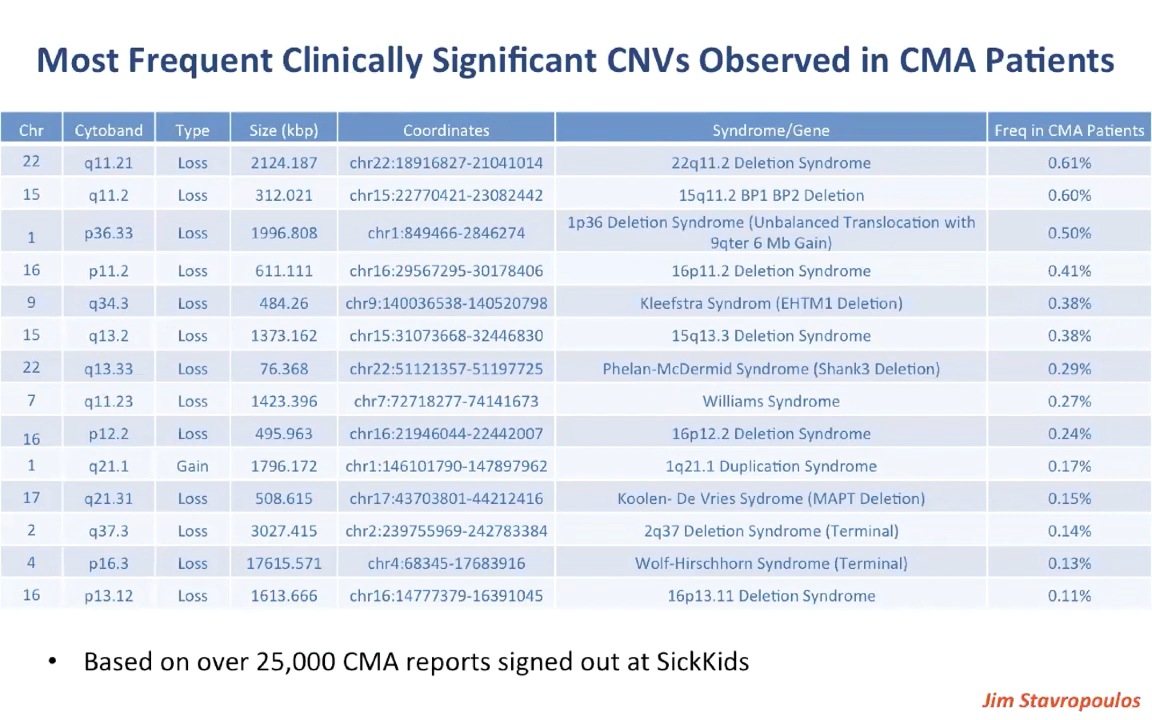 Most Frequent Clinically Significant CNVs Observed in CMA Patients
Chr Cytoband Type Size (kbp) Coordinates Syndrome/Gene Freq in CMA Patients
22 q11.21 Loss 2124.187 chr22:18916827-21041014 22q11.2 Deletion Syndrome 0.61%
15 q11.2 Loss 312.021 chr15:22770421-23082442 15q11.2 BP1 BP2 Deletion 0.60%
1 p36.33 Loss 1996.808 chr1:849466-2846274 1p36 Deletion Syndrome (Unbalanced Translocation with
9qter 6 Mb Gain) 0.50%
16 p11.2 Loss 611.111 chr16:29567295-30178406 16p11.2 Deletion Syndrome 0.41%
9 q34.3 Loss 484.26 chr9:140036538-140520798 Kleefstra Syndrom (EHTM1 Deletion) 0.38%
15 q13.2 Loss 1373.162 chr15:31073668-32446830 15q13.3 Deletion Syndrome 0.38%
22 q13.33 Loss 76.368 chr22:51121357-51197725 Phelan-McDermid Syndrome (Shank3 Deletion) 0.29%
7 q11.23 Loss 1423.396 chr7:72718277-74141673 Williams Syndrome 0.27%
16 p12.2 Loss 495.963 chr16:21946044-22442007 16p12.2 Deletion Syndrome 0.24%
1 q21.1 Gain 1796.172 chr1:146101790-147897962 1q21.1 Duplication Syndrome 0.17%
17 q21.31 Loss 508.615 chr17:43703801-44212416 Koolen- De Vries Sydrome (MAPT Deletion) 0.15%
2 q37.3 Loss 3027.415 chr2:239755969-242783384 2q37 Deletion Syndrome (Terminal) 0.14%
4 p16.3 Loss 17615.571 chr4:68345-17683916 Wolf-Hirschhorn Syndrome (Terminal) 0.13%
16 p13.12 Loss 1613.666 chr16:14777379-16391045 16p13.11 Deletion Syndrome 0.11%
• Based on over 25,000 CMA reports signed out at SickKids
Jim Stavropoulos